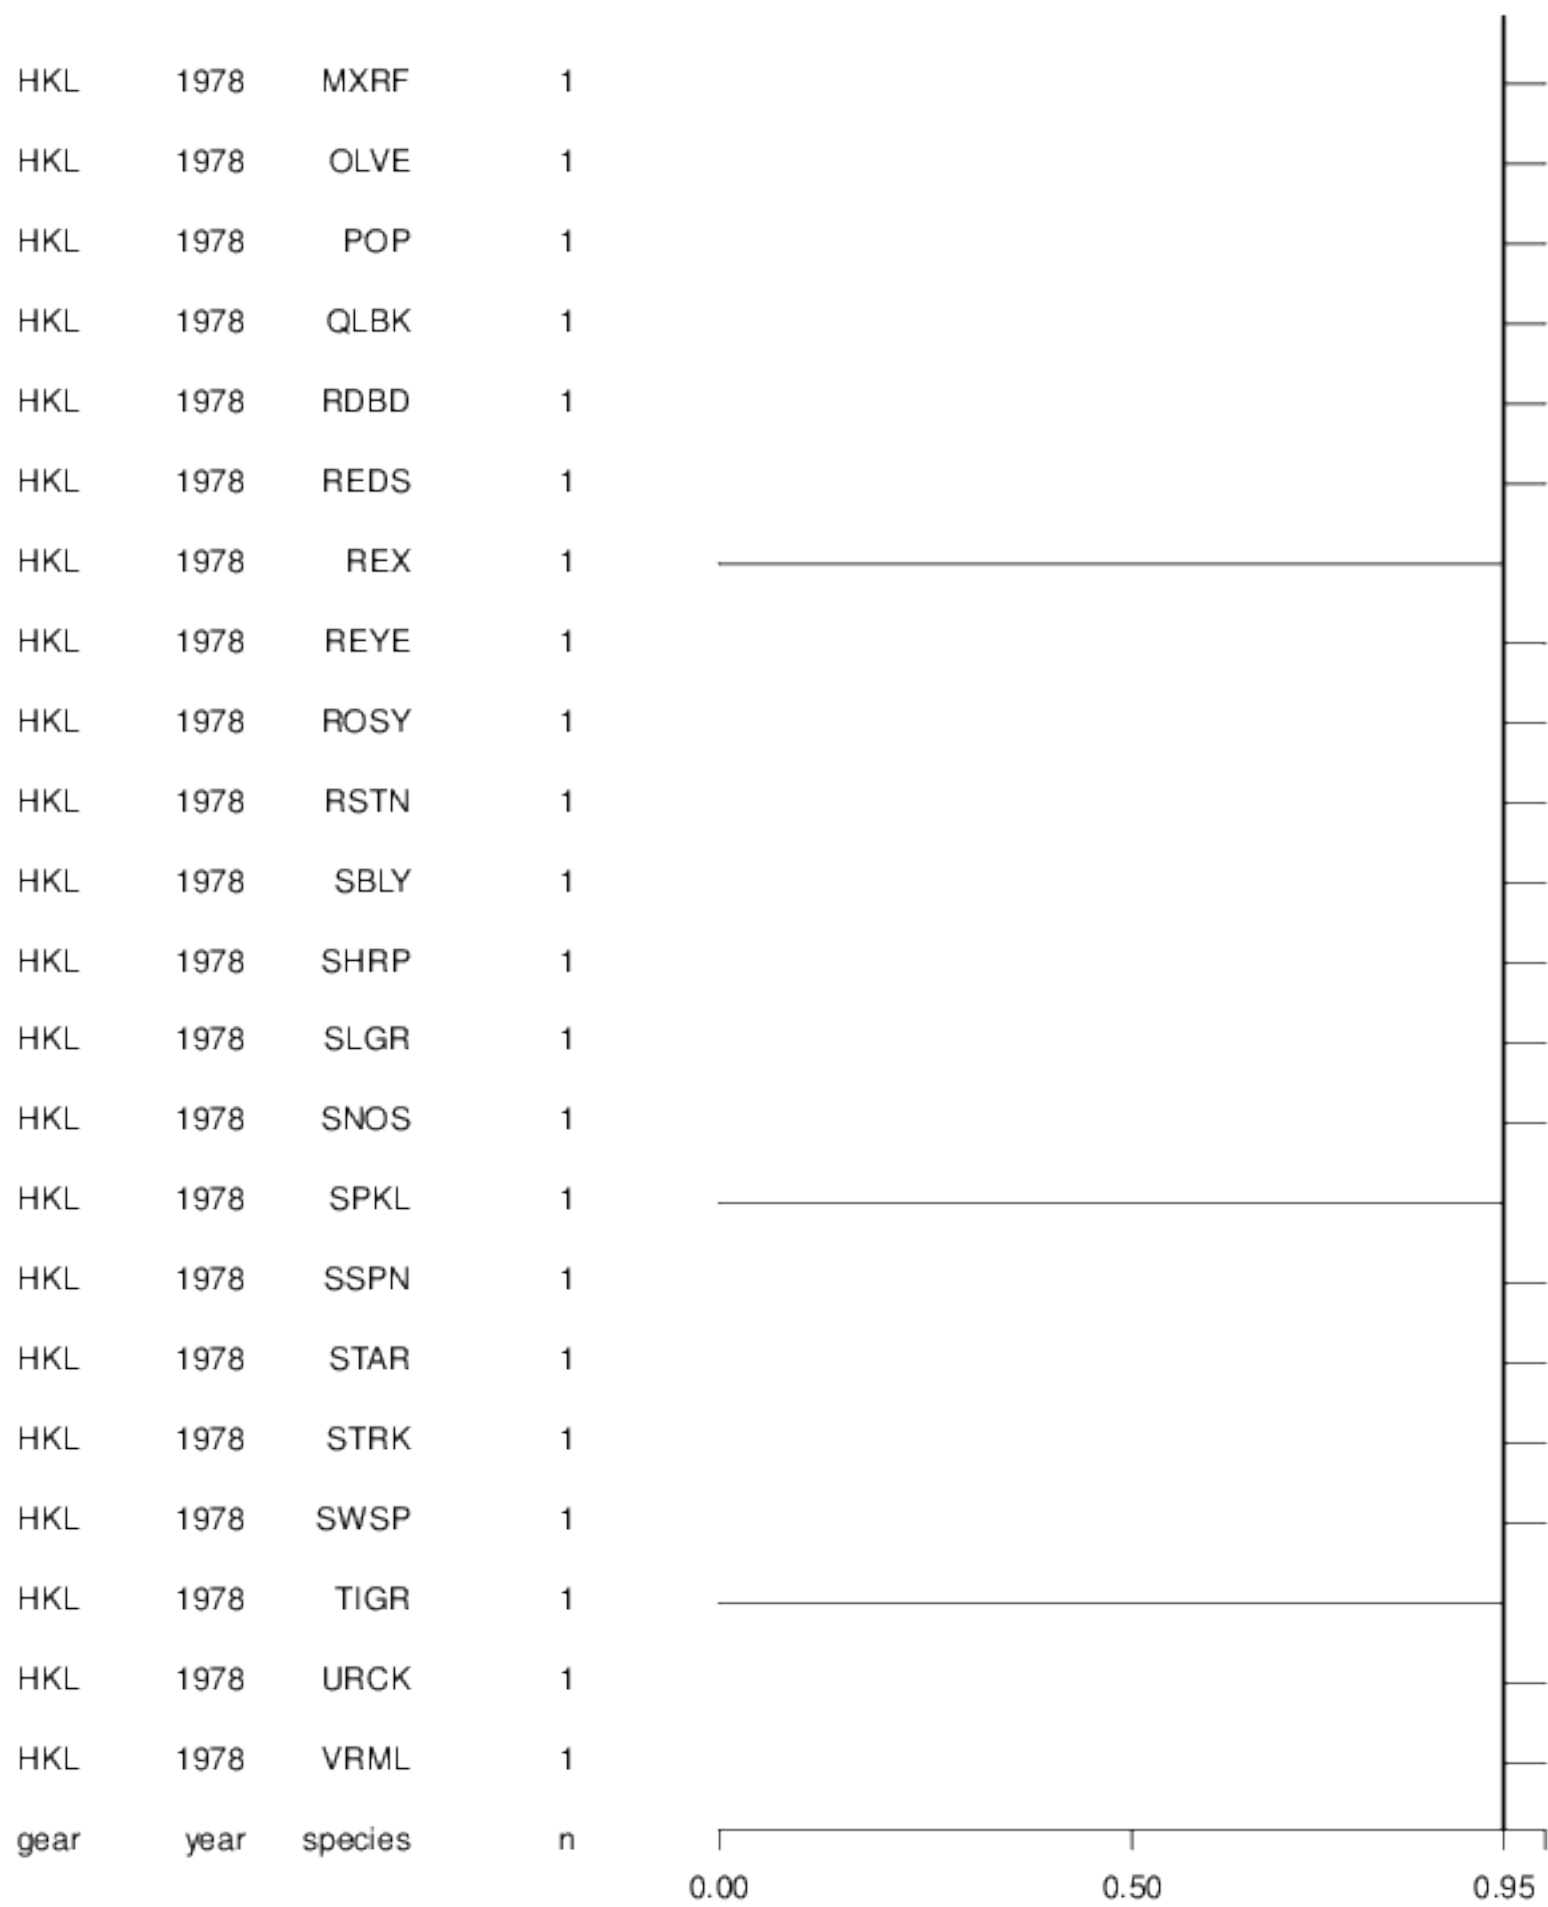 HKL 1978 MXRF 1
HKL 1978 OLVE 1
HKL 1978 POP 1
HKL 1978 QLBK 1
HKL 1978 RDBD 1
HKL 1978 REDS 1
HKL 1978 REX 1
HKL 1978 REYE 1
HKL 1978 ROSY 1
HKL 1978 RSTN 1
HKL 1978 SBLY 1
HKL 1978 SHRP 1
HKL 1978 SLGR 1
HKL 1978 SNOS 1
HKL 1978 SPKL 1
HKL 1978 SSPN 1
HKL 1978 STAR 1
HKL 1978 STRK 1
HKL 1978 SWSP 1
HKL 1978 TIGR 1
HKL 1978 URCK 1
HKL 1978 VRML 1
gear year species n
0.00 0.50 0.95